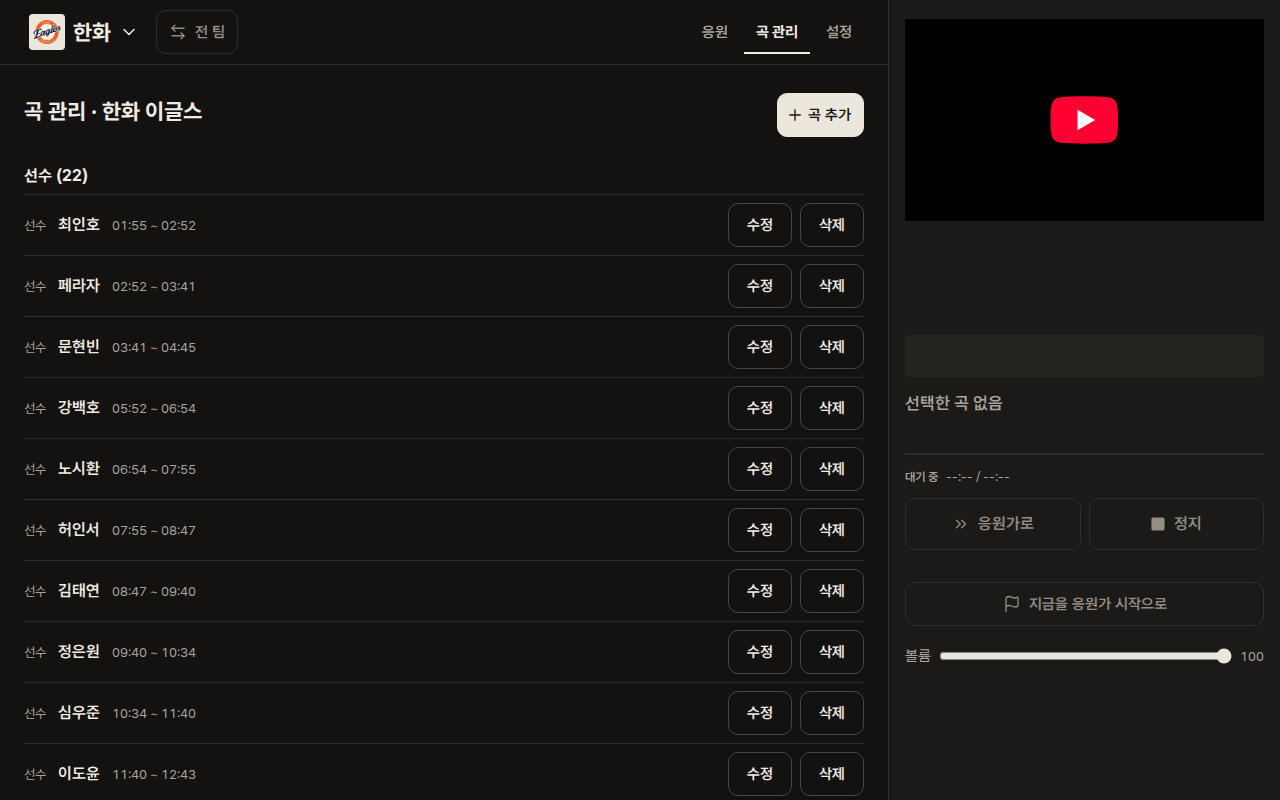 Eagles 한화 전 팀 응원 곡 관리 설정
곡 관리 · 한화 이글스
곡 추가
선수 (22)
선수 최인호 01:55 ~ 02:52 수정 삭제
선수 페라자 02:52 ~ 03:41 수정 삭제
선수 문현빈 03:41 ~ 04:45 수정 삭제
선수 강백호 05:52 ~ 06:54 수정 삭제
선수 노시환 06:54 ~ 07:55 수정 삭제
선수 허인서 07:55 ~ 08:47 수정 삭제
선수 김태연 08:47 ~ 09:40 수정 삭제
선수 정은원 09:40 ~ 10:34 수정 삭제
선수 심우준 10:34 ~ 11:40 수정 삭제
선수 이도윤 11:40 ~ 12:43 수정 삭제
선택한 곡 없음
대기 중 --:-- / --:--
응원가로 정지
지금을 응원가 시작으로
볼륨 100